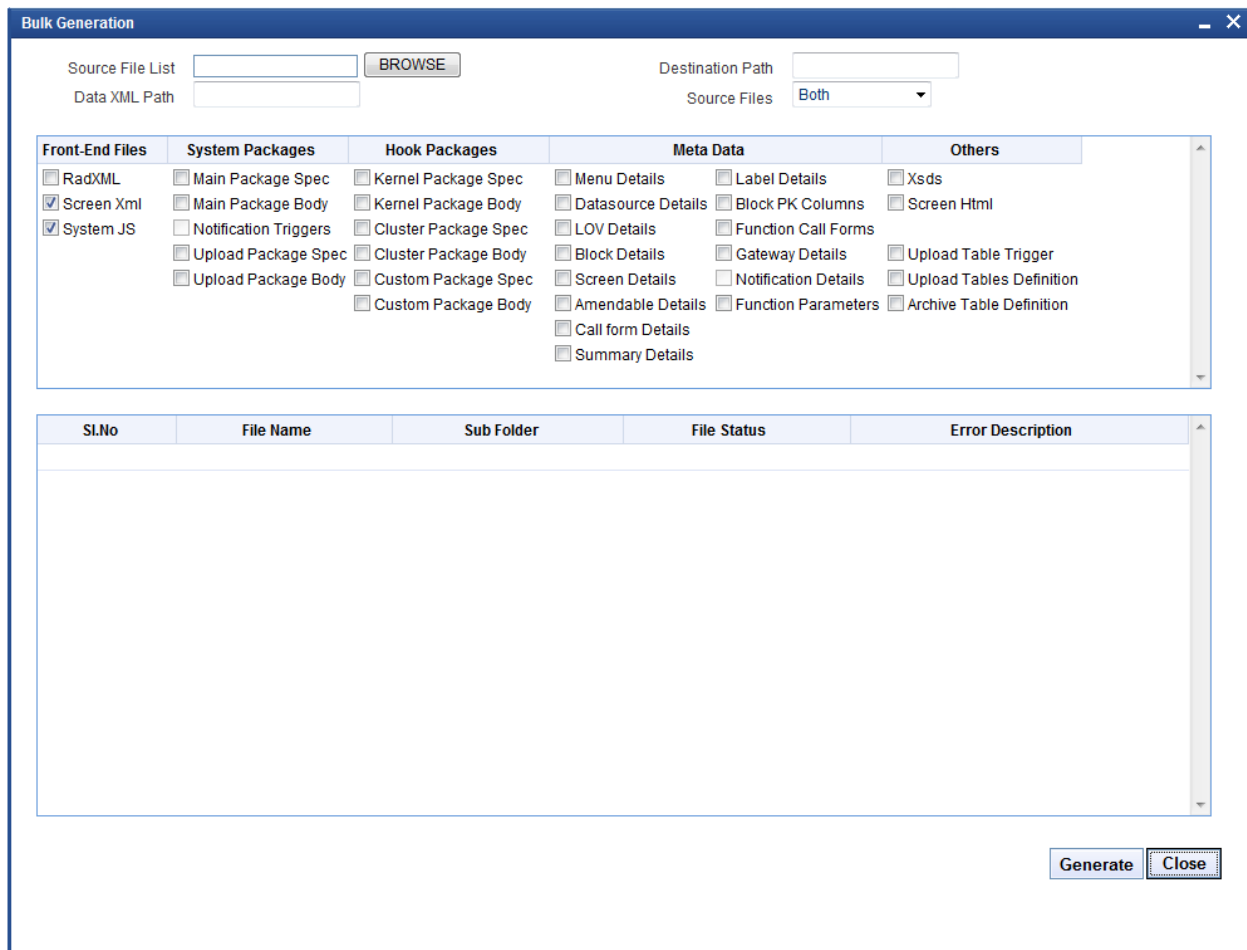 Bulk Generation
Source File List BROWSE Destination Path
Data XML Path Source Files Both
Front-End Files System Packages Hook Packages Meta Data Others
RadXML Main Package Spec Kernel Package Spec Menu Details Label Details Xsds
Screen Xml Main Package Body Kernel Package Body Datasource Details Block PK Columns Screen Html
System JS Notification Triggers Cluster Package Spec LOV Details Function Call Forms
Upload Package Spec Cluster Package Body Block Details Gateway Details Upload Table Trigger
Upload Package Body Custom Package Spec Screen Details Notification Details Upload Tables Definition
Custom Package Body Amendable Details Function Parameters Archive Table Definition
Call form Details
Summary Details
Sl.No File Name Sub Folder File Status Error Description
Generate Close